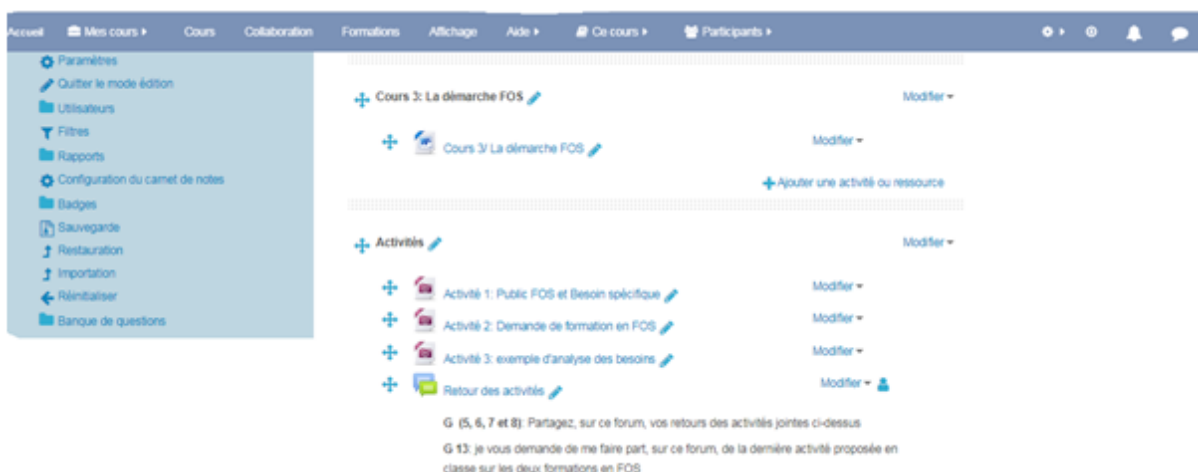 Accueil Mes cours Cours Collaboration Formations Affichage Aide Ce cours Participants
Paramètres
Quitter le mode édition
Utilisateurs
Filtres
Rapports
Configuration du carnet de notes
Badges
Sauvegarde
Restauration
Importation
Réinitialiser
Banque de questions
Cours 3: La démarche FOS Modifier
Cours 3/ La démarche FOS Modifier
Ajouter une activité ou ressource
Activités Modifier
Activité 1: Public FOS et Besoin spécifique Modifier
Activité 2: Demande de formation en FOS Modifier
Activité 3: exemple d'analyse des besoins Modifier
Retour des activités Modifier
G (5, 6, 7 et 8): Partagez, sur ce forum, vos retours des activités jointes ci-dessus
G 13: je vous demande de me faire part, sur ce forum, de la dernière activité proposée en
classe sur les deux formations en FOS